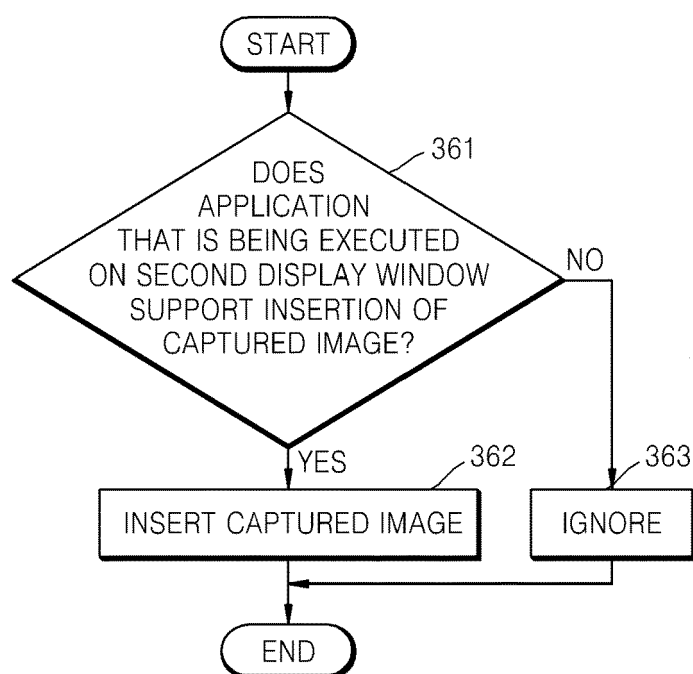 START
361
DOES
APPLICATION
THAT IS BEING EXECUTED
ON SECOND DISPLAY WINDOW
SUPPORT INSERTION OF
CAPTURED IMAGE?
NO
YES
362
363
INSERT CAPTURED IMAGE
IGNORE
END